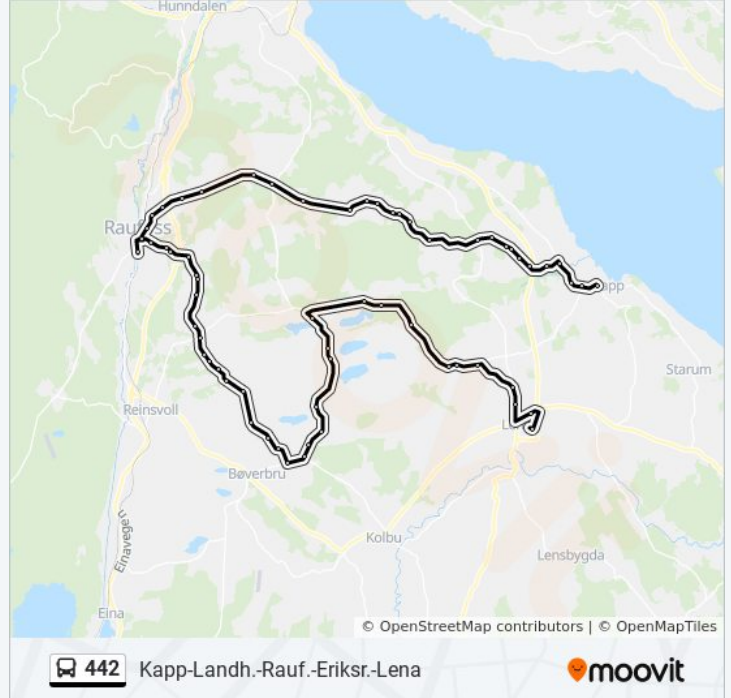 Hunndalen
Kapp
Starum
Reinsvoll
Bøverbru
Kolbu
Einavegen
Lensbygda
Eina
© OpenStreetMap contributors | © OpenMapTiles
442 Kapp-Landh.-Rauf.-Eriksr.-Lena
moovit